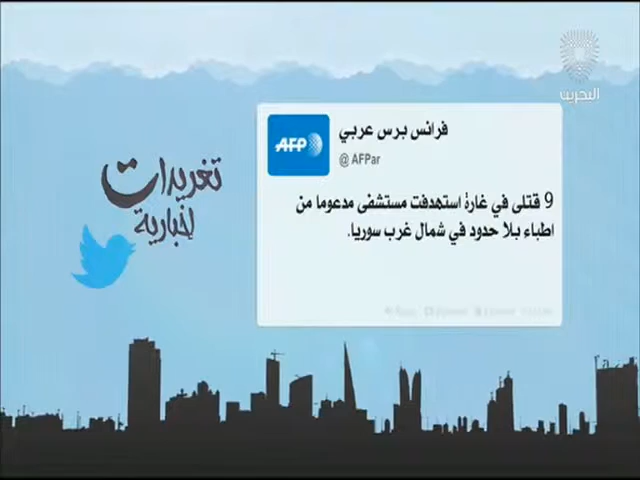 البحرين
فرانس برس عربي
AFP
@AFPar
تغريدات
إخبارية
9 قتلى في غارة استهدفت مستشفى مدعوما من
اطباء بلا حدود في شمال غرب سوريا.